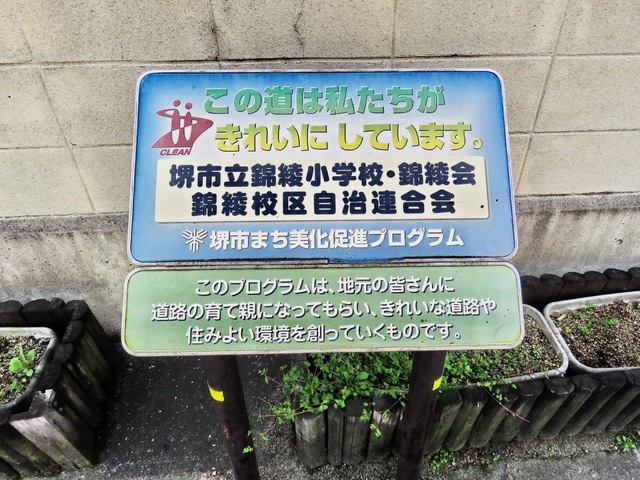 この道は私たちが
きれいにしています。
CLEAN
堺市立錦綾小学校・錦綾会
錦綾校区自治連合会
堺市まち美化促進プログラム
このプログラムは、地元の皆さんに
道路の育て親になってもらい、きれいな道路や
住みよい環境を創っていくものです。